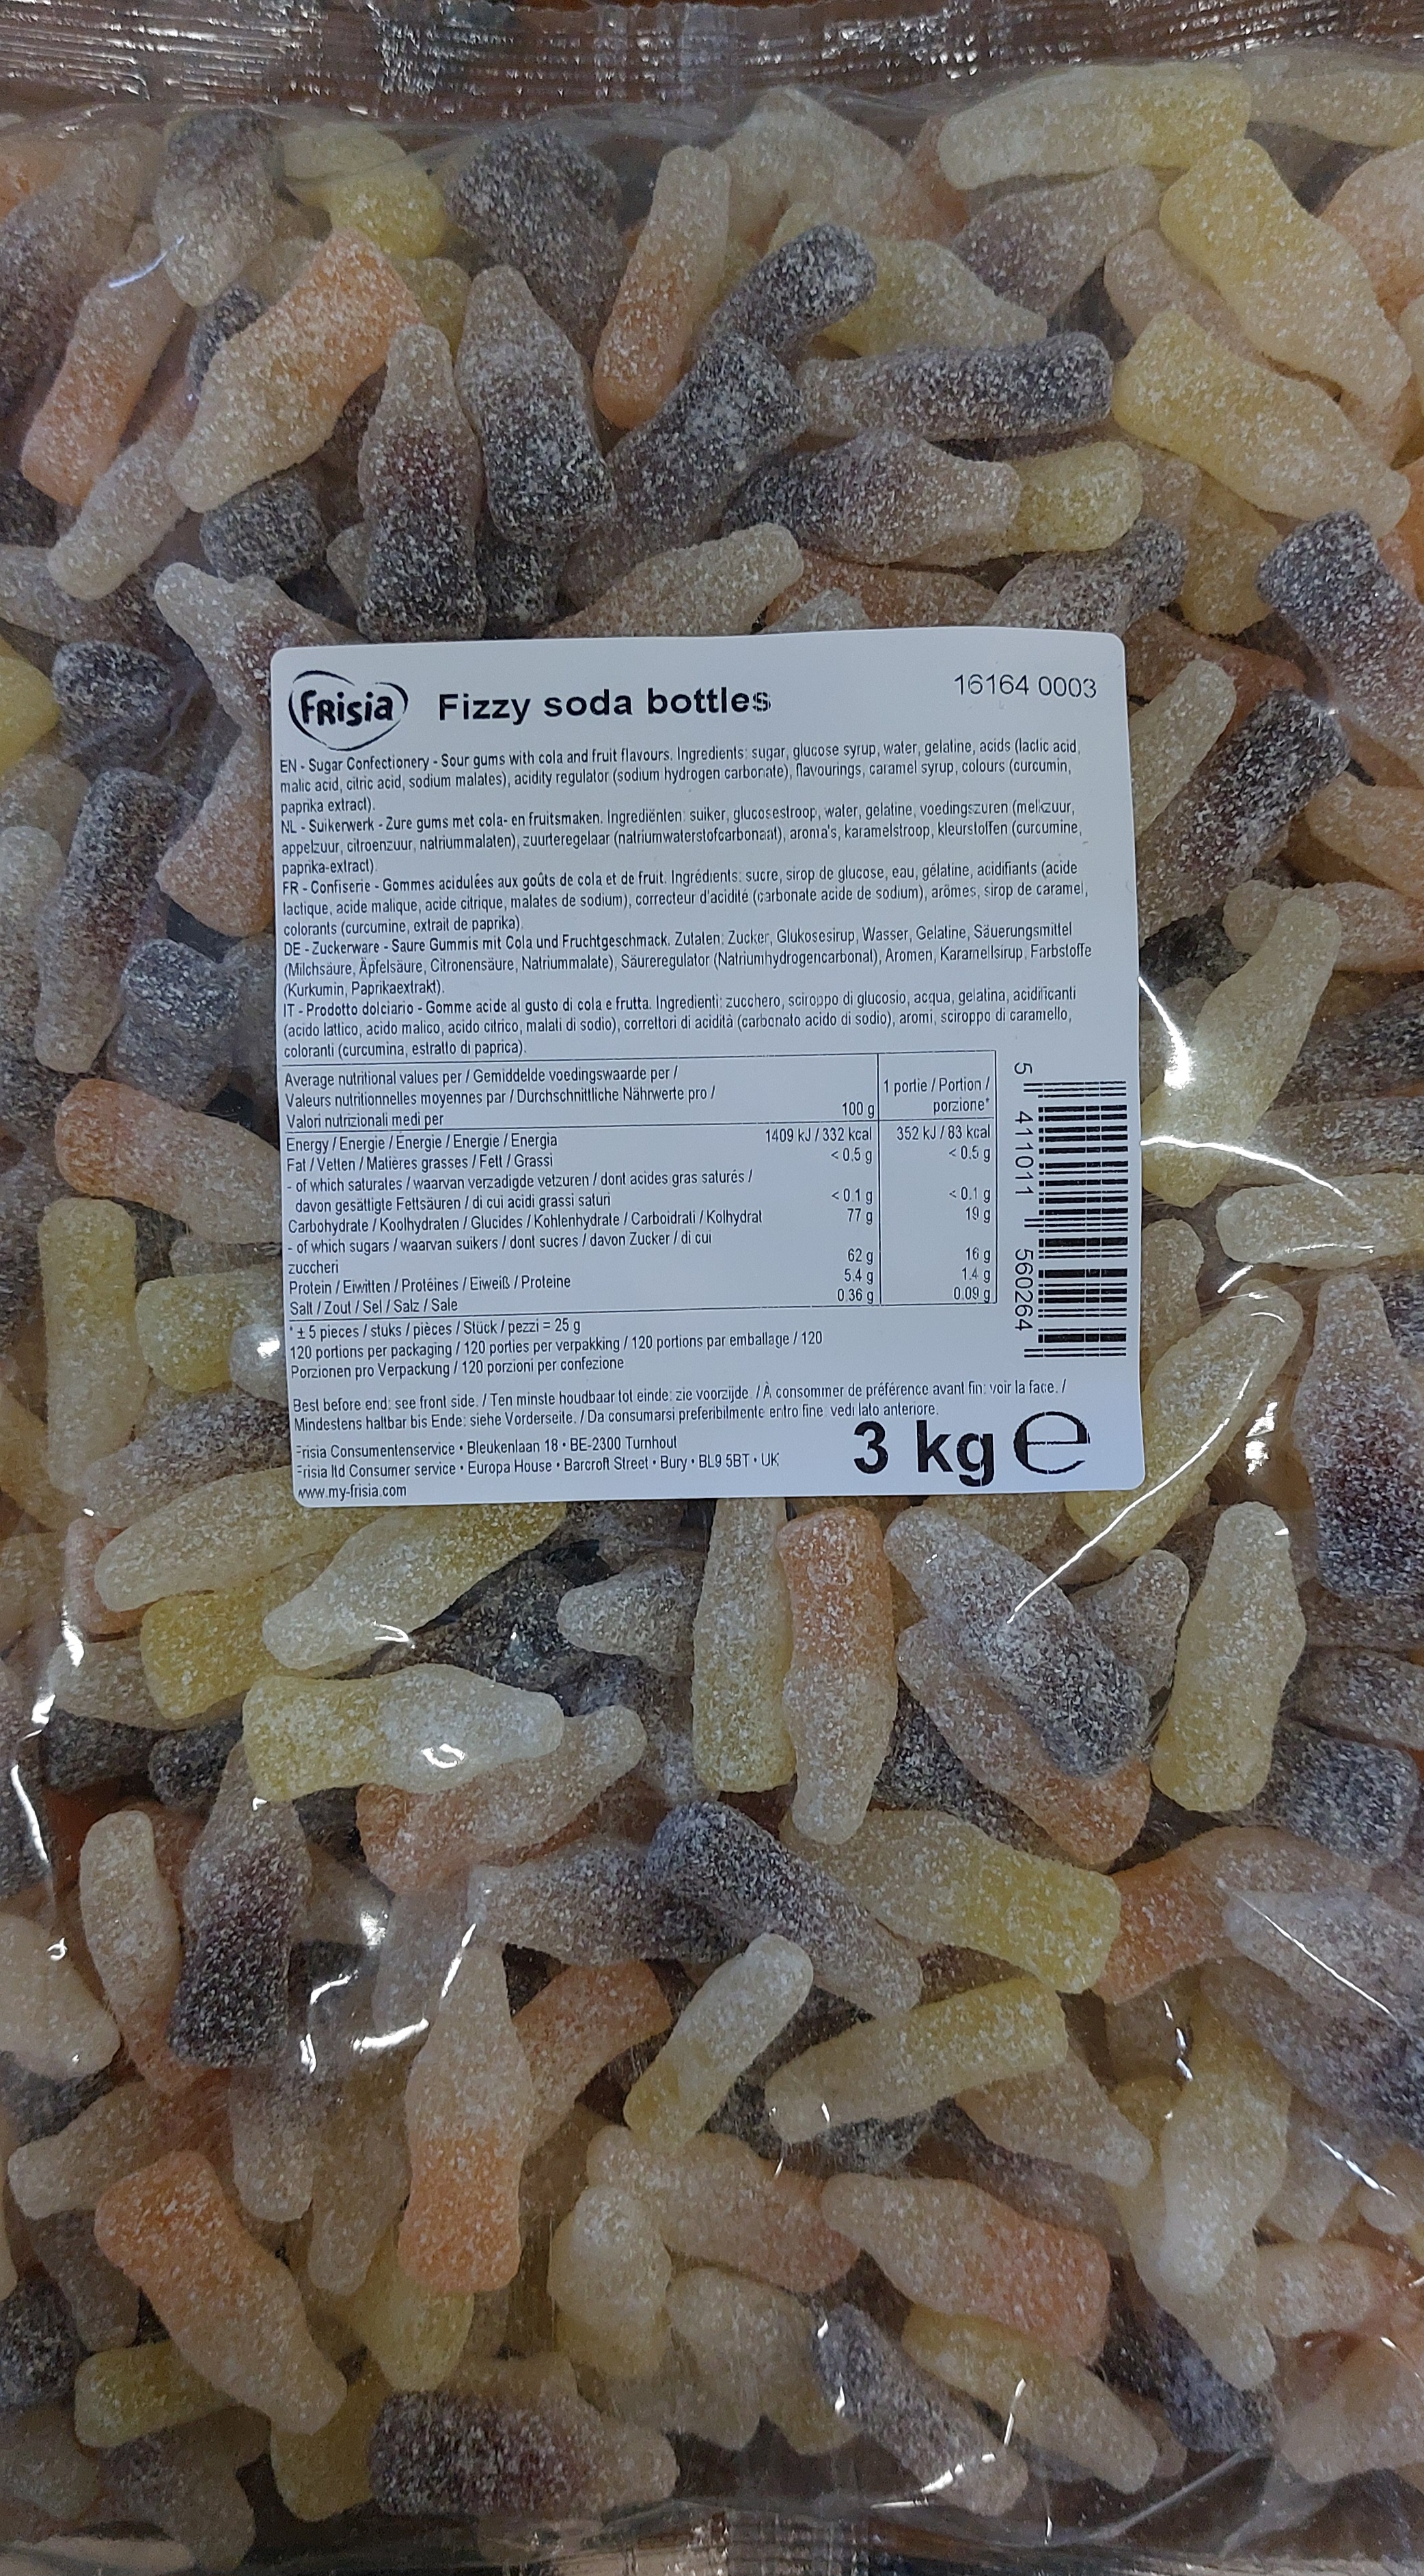 Frisia Fizzy soda bottles 16164 0003
EN - Sugar Confectionery - Sour gums with cola and fruit flavours. Ingredients: sugar, glucose syrup, water, gelatine, acids (lactic acid,
malic acid, citric acid, sodium malates), acidity regulator (sodium hydrogen carbonate), flavourings, caramel syrup, colours (curcumin,
paprika extract).
NL - Suikerwerk - Zure gums met cola- en fruitsmaken. Ingrediënten: suiker, glucosestroop, water, gelatine, voedingszuren (melkzuur,
appelzuur, citroenzuur, natriummalaten), zuurteregelaar (natriumwaterstofcarbonaat), aroma's, karamelstroop, kleurstoffen (curcumine,
paprika-extract).
FR - Confiserie - Gommes acidulées aux goûts de cola et de fruit. Ingrédients: sucre, sirop de glucose, eau, gélatine, acidifiants (acide
lactique, acide malique, acide citrique, malates de sodium), correcteur d'acidité (carbonate acide de sodium), arômes, sirop de caramel,
colorants (curcumine, extrait de paprika).
DE - Zuckerware - Saure Gummis mit Cola und Fruchtgeschmack. Zutaten: Zucker, Glukosesirup, Wasser, Gelatine, Säuerungsmittel
(Milchsäure, Äpfelsäure, Citronensäure, Natriummalate), Säureregulator (Natriumhydrogencarbonat), Aromen, Karamellsirup, Farbstoffe
(Kurkumin, Paprikaextrakt).
IT - Prodotto dolciario - Gomme acide al gusto di cola e frutta. Ingredienti: zucchero, sciroppo di glucosio, acqua, gelatina, acidificanti
(acido lattico, acido malico, acido citrico, malati di sodio), correttori di acidità (carbonato acido di sodio), aromi, sciroppo di caramello,
coloranti (curcumina, estratto di paprica).
Average nutritional values per / Gemiddelde voedingswaarde per /
Valeurs nutritionnelles moyennes par / Durchschnittliche Nährwerte pro / 1 portie / Portion /
Valori nutrizionali medi per 100 g porzione*
Energy / Energie / Énergie / Energie / Energia 1409 kJ / 332 kcal 352 kJ / 83 kcal
Fat / Vetten / Matières grasses / Fett / Grassi < 0.5 g < 0.5 g
- of which saturates / waarvan verzadigde vetzuren / dont acides gras saturés /
davon gesättigte Fettsäuren / di cui acidi grassi saturi < 0.1 g < 0.1 g
Carbohydrate / Koolhydraten / Glucides / Kohlenhydrate / Carboidrati / Kolhydrat 77 g 19 g
- of which sugars / waarvan suikers / dont sucres / davon Zucker / di cui
zuccheri 62 g 16 g
Protein / Eiwitten / Protéines / Eiweiß / Proteine 5.4 g 1.4 g
Salt / Zout / Sel / Salz / Sale 0.36 g 0.09 g
5 411011 560264
* ± 5 pieces / stuks / pièces / Stück / pezzi = 25 g
120 portions per packaging / 120 porties per verpakking / 120 portions par emballage / 120
Porzionen pro Verpackung / 120 porzioni per confezione
Best before end: see front side. / Ten minste houdbaar tot einde: zie voorzijde. / À consommer de préférence avant fin: voir la face. /
Mindestens haltbar bis Ende: siehe Vorderseite. / Da consumarsi preferibilmente entro fine: vedi lato anteriore.
Frisia Consumentenservice • Bleukenlaan 18 • BE-2300 Turnhout
Frisia ltd Consumer service • Europa House • Barcroft Street • Bury • BL9 5BT • UK
www.my-frisia.com
3 kg e